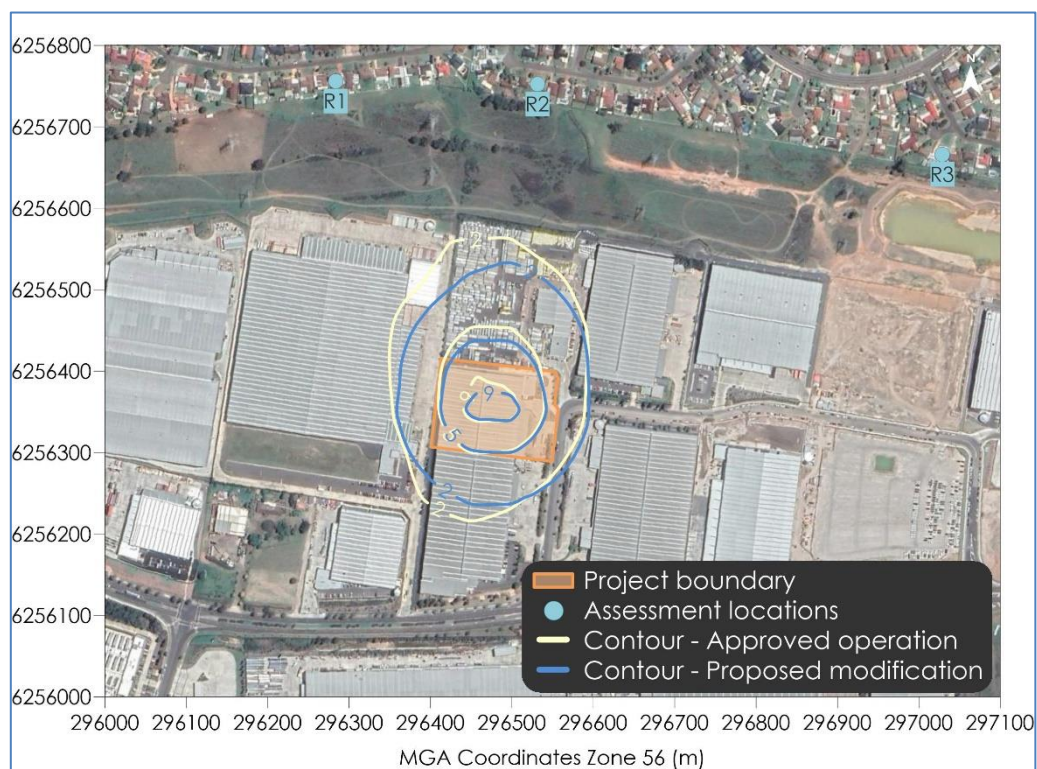 6256800
6256700
6256600
6256500
6256400
6256300
6256200
6256100
6256000
N
R1
R2
R3
2
5
9
2
2
Project boundary
Assessment locations
Contour - Approved operation
Contour - Proposed modification
296000 296100 296200 296300 296400 296500 296600 296700 296800 296900 297000 297100
MGA Coordinates Zone 56 (m)